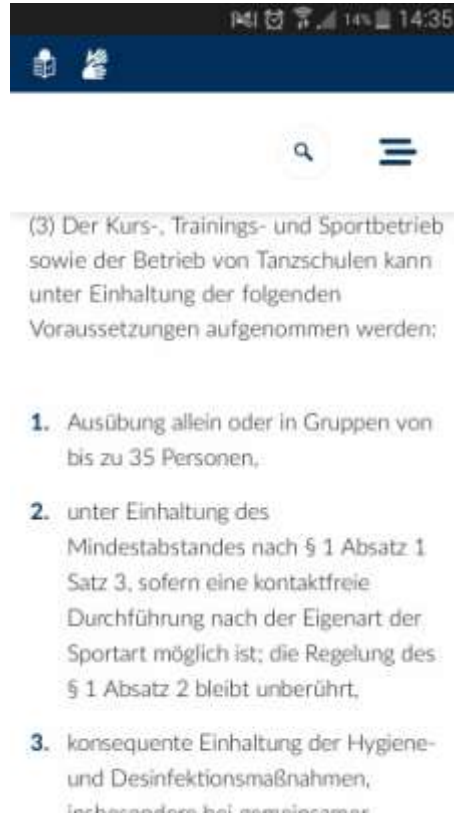 14% 14:35
(3) Der Kurs-, Trainings- und Sportbetrieb
sowie der Betrieb von Tanzschulen kann
unter Einhaltung der folgenden
Voraussetzungen aufgenommen werden:
1. Ausübung allein oder in Gruppen von
bis zu 35 Personen,
2. unter Einhaltung des
Mindestabstandes nach § 1 Absatz 1
Satz 3, sofern eine kontaktfreie
Durchführung nach der Eigenart der
Sportart möglich ist; die Regelung des
§ 1 Absatz 2 bleibt unberührt,
3. konsequente Einhaltung der Hygiene-
und Desinfektionsmaßnahmen,
insbesondere bei gemeinsamer